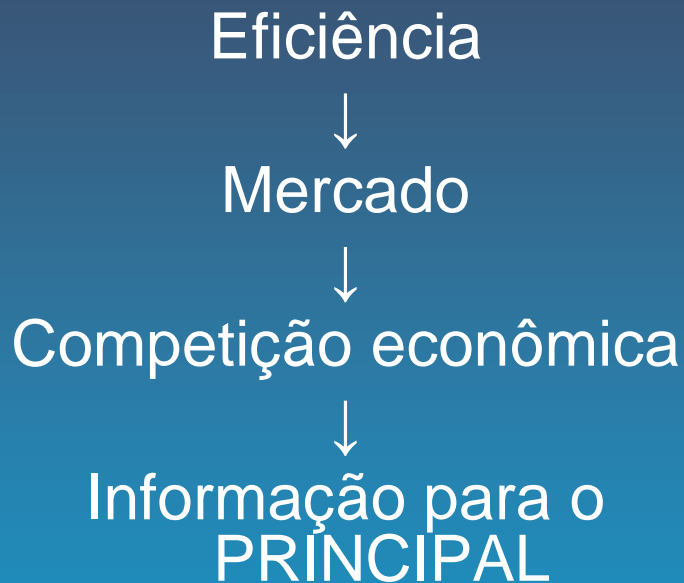 Eficiência
↓
Mercado
↓
Competição econômica
↓
Informação para o
PRINCIPAL